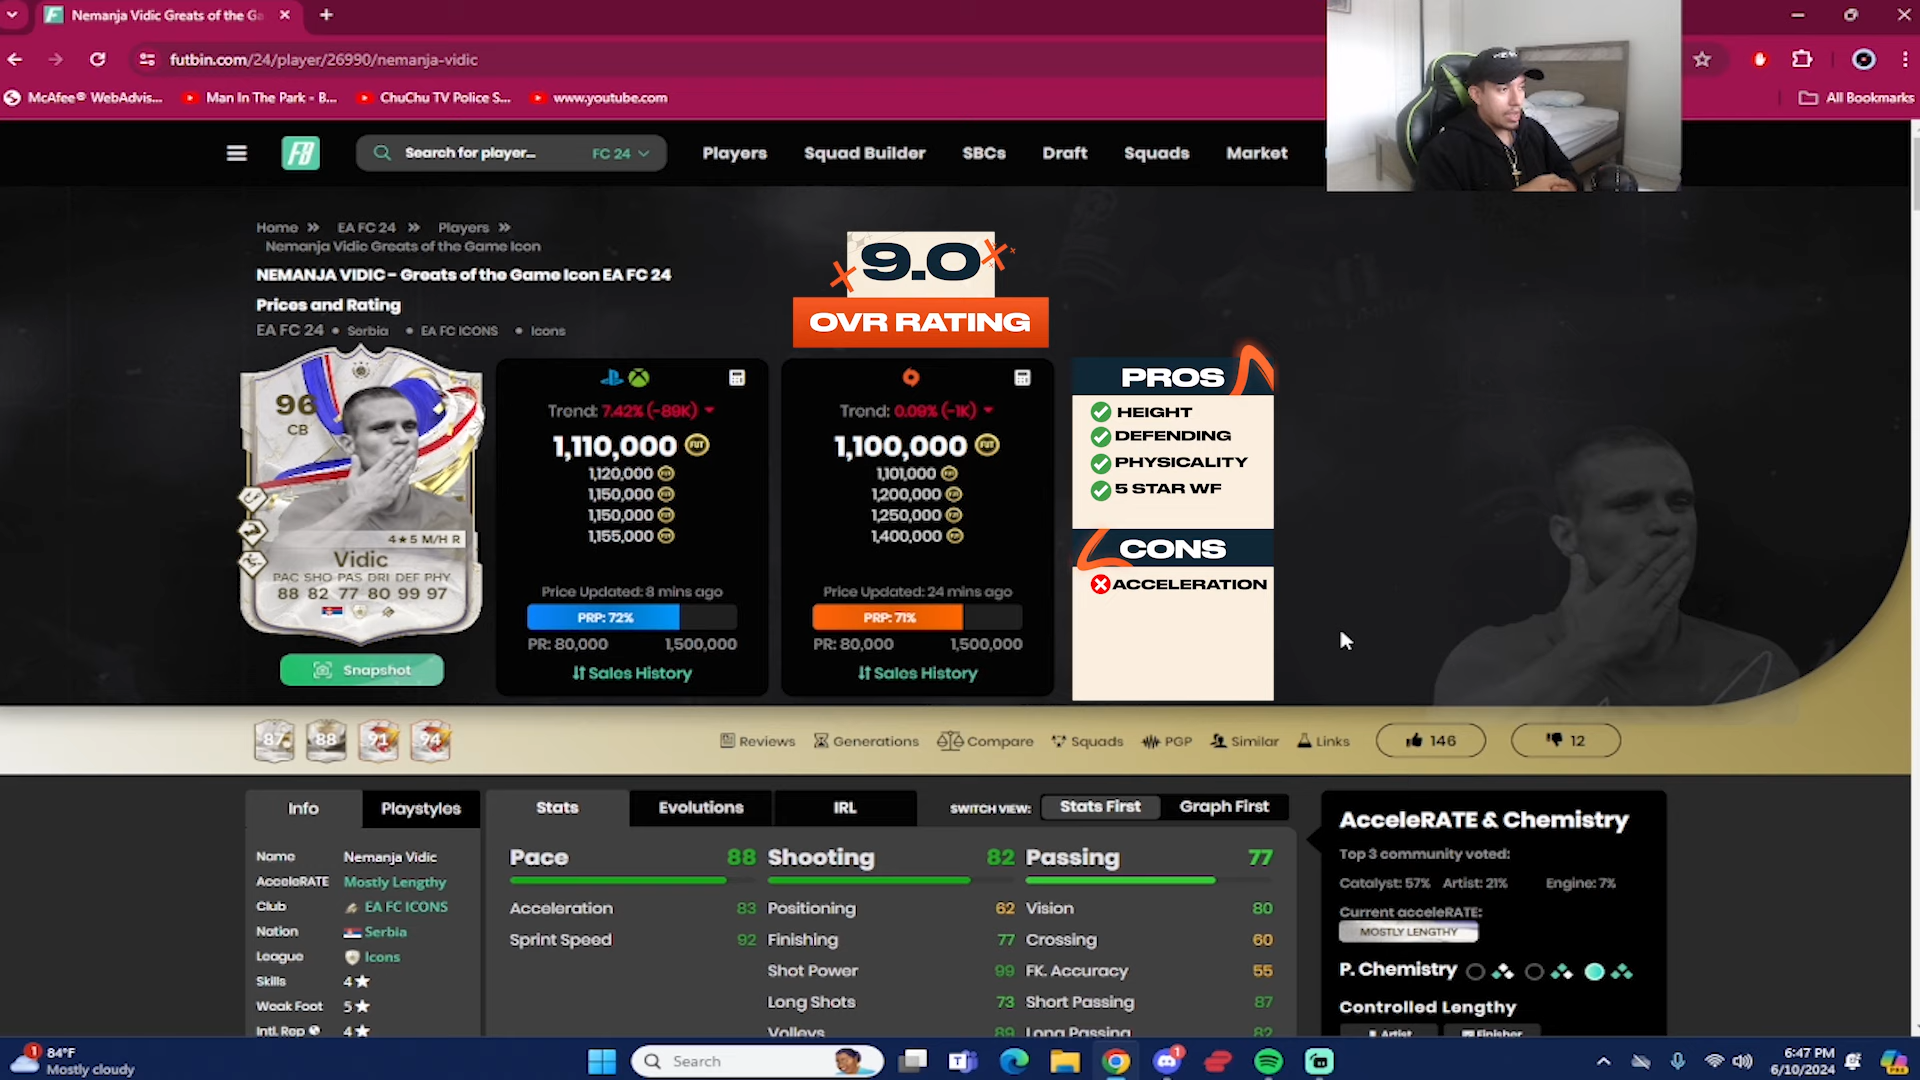 Nemanja Vidic Greats of the Ga
futbin.com/24/player/26990/nemanja-vidic
McAfee® WebAdvis...
Man In The Park - B...
ChuChu TV Police S...
www.youtube.com
All Bookmarks
Search for player...
FC 24
Players
Squad Builder
SBCs
Draft
Squads
Market
Home » EA FC 24 » Players »
Nemanja Vidic Greats of the Game Icon
NEMANJA VIDIC - Greats of the Game Icon EA FC 24
Prices and Rating
EA FC 24 • Serbia • EA FC ICONS • Icons
9.0
OVR RATING
96
CB
4★5 M/H R
Vidic
PAC SHO PAS DRI DEF PHY
88 82 77 80 99 97
Snapshot
Trend: 7.42% (-89K)
1,110,000
1,120,000
1,150,000
1,150,000
1,155,000
Price Updated: 8 mins ago
PRP: 72%
PR: 80,000 1,500,000
Sales History
Trend: 0.09% (-1K)
1,100,000
1,101,000
1,200,000
1,250,000
1,400,000
Price Updated: 24 mins ago
PRP: 71%
PR: 80,000 1,500,000
Sales History
PROS
HEIGHT
DEFENDING
PHYSICALITY
5 STAR WF
CONS
ACCELERATION
87 88 91 94
Reviews
Generations
Compare
Squads
PGP
Similar
Links
146
12
Info
Playstyles
Name Nemanja Vidic
AcceleRATE Mostly Lengthy
Club EA FC ICONS
Nation Serbia
League Icons
Skills 4★
Weak Foot 5★
Intl. Rep 4★
Stats
Evolutions
IRL
SWITCH VIEW:
Stats First
Graph First
Pace 88
Acceleration 83
Sprint Speed 92
Shooting 82
Positioning 62
Finishing 77
Shot Power 99
Long Shots 73
Volleys 89
Passing 77
Vision 80
Crossing 60
FK. Accuracy 55
Short Passing 87
Long Passing 82
AcceleRATE & Chemistry
Top 3 community voted:
Catalyst: 57% Artist: 21% Engine: 7%
Current acceleRATE:
MOSTLY LENGTHY
P. Chemistry
Controlled Lengthy
Artist
Finisher
1
84°F
Mostly cloudy
Search
1
6:47 PM
6/10/2024